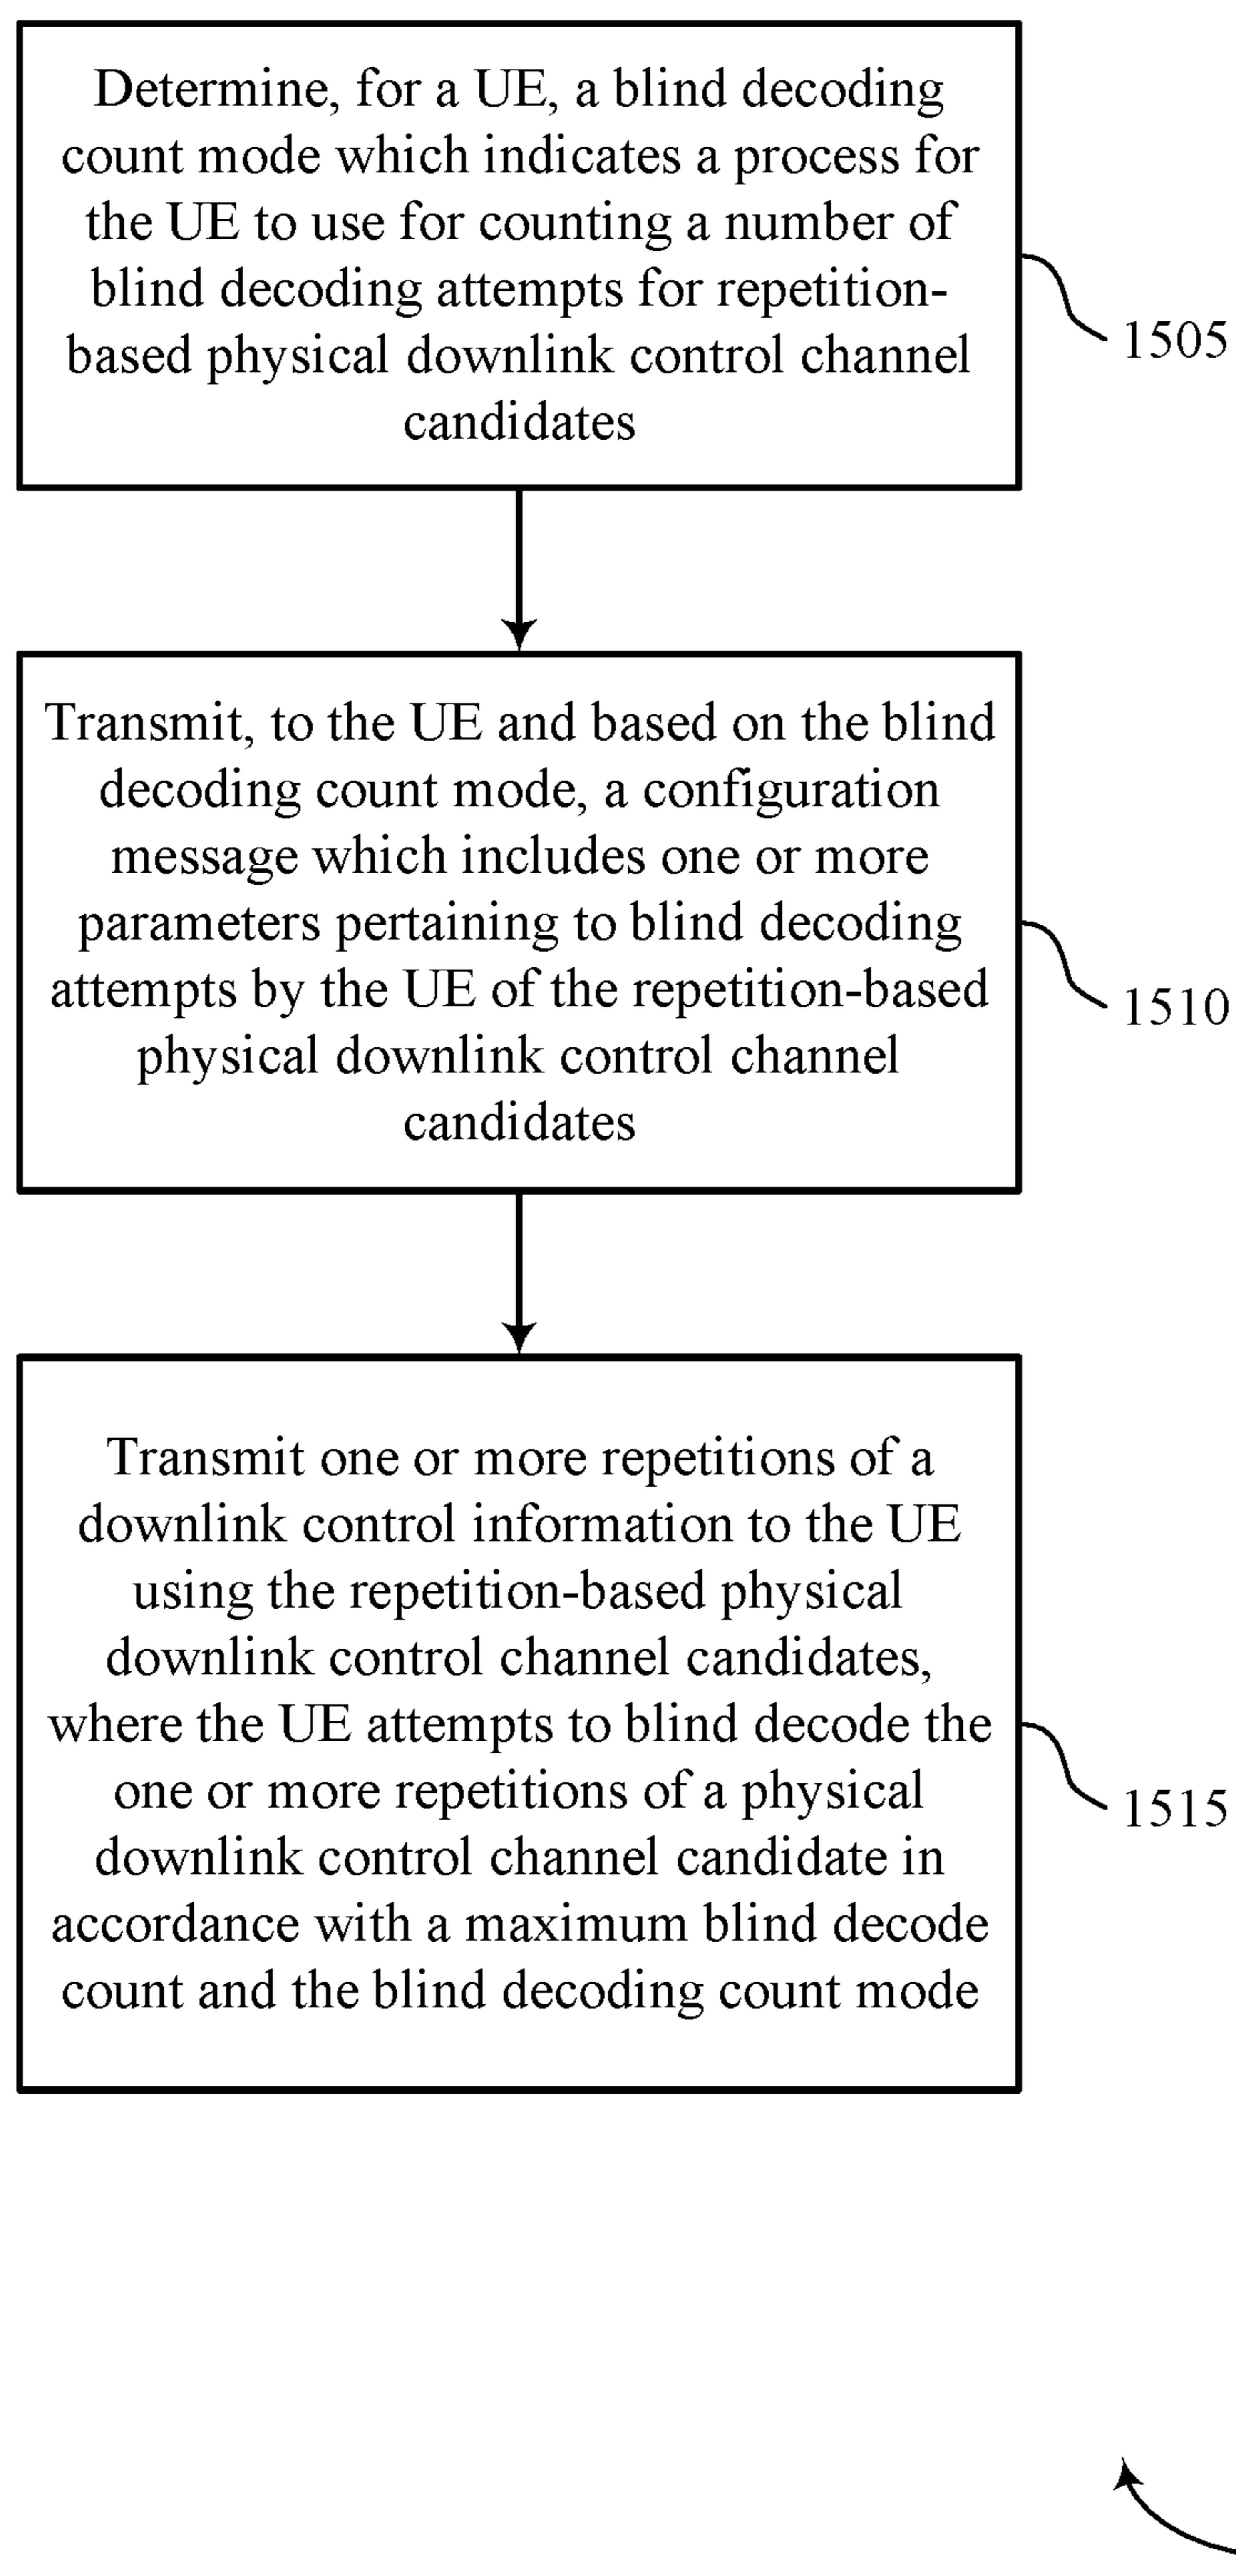 Determine, for a UE, a blind decoding
count mode which indicates a process for
the UE to use for counting a number of
blind decoding attempts for repetition-
based physical downlink control channel
candidates
1505
Transmit, to the UE and based on the blind
decoding count mode, a configuration
message which includes one or more
parameters pertaining to blind decoding
attempts by the UE of the repetition-based
physical downlink control channel
candidates
1510
Transmit one or more repetitions of a
downlink control information to the UE
using the repetition-based physical
downlink control channel candidates,
where the UE attempts to blind decode the
one or more repetitions of a physical
downlink control channel candidate in
accordance with a maximum blind decode
count and the blind decoding count mode
1515